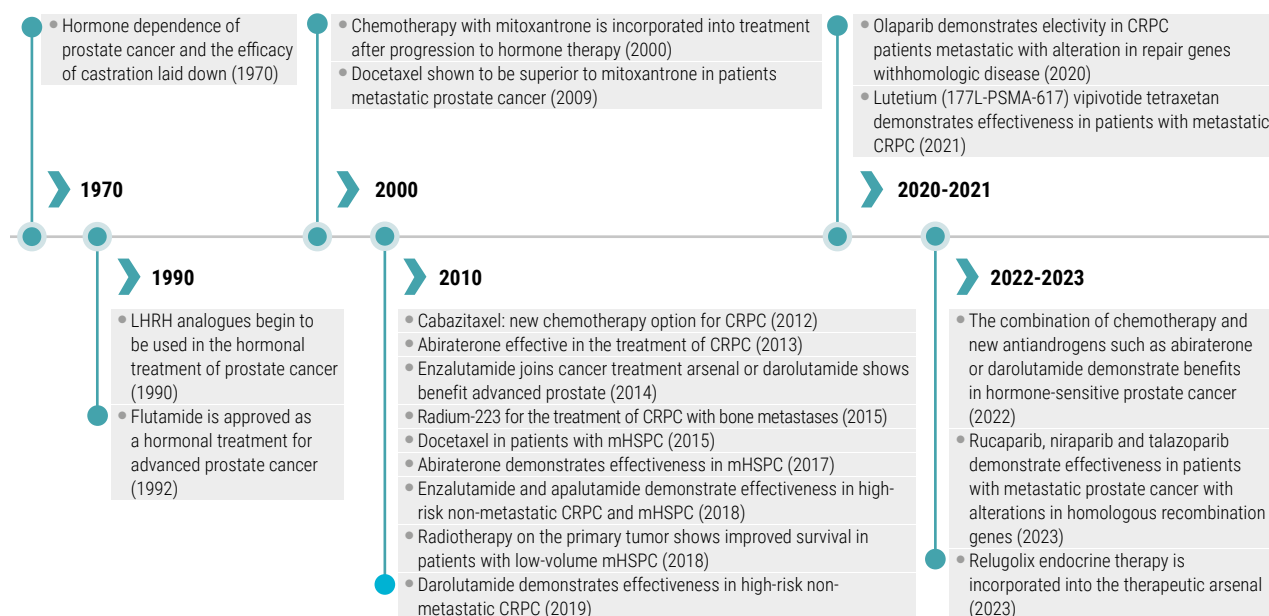 Hormone dependence of
prostate cancer and the efficacy
of castration laid down (1970)
1970
LHRH analogues begin to
be used in the hormonal
treatment of prostate cancer
(1990)
Flutamide is approved as
a hormonal treatment for
advanced prostate cancer
(1992)
1990
Chemotherapy with mitoxantrone is incorporated into treatment
after progression to hormone therapy (2000)
Docetaxel shown to be superior to mitoxantrone in patients
metastatic prostate cancer (2009)
2000
2010
Cabazitaxel: new chemotherapy option for CRPC (2012)
Abiraterone effective in the treatment of CRPC (2013)
Enzalutamide joins cancer treatment arsenal or darolutamide shows
benefit advanced prostate (2014)
Radium-223 for the treatment of CRPC with bone metastases (2015)
Docetaxel in patients with mHSPC (2015)
Abiraterone demonstrates effectiveness in mHSPC (2017)
Enzalutamide and apalutamide demonstrate effectiveness in high-
risk non-metastatic CRPC and mHSPC (2018)
Radiotherapy on the primary tumor shows improved survival in
patients with low-volume mHSPC (2018)
Darolutamide demonstrates effectiveness in high-risk non-
metastatic CRPC (2019)
Olaparib demonstrates electivity in CRPC
patients metastatic with alteration in repair genes
withhomologic disease (2020)
Lutetium (177L-PSMA-617) vipivotide tetraxetan
demonstrates effectiveness in patients with metastatic
CRPC (2021)
2020-2021
2022-2023
The combination of chemotherapy and
new antiandrogens such as abiraterone
or darolutamide demonstrate benefits
in hormone-sensitive prostate cancer
(2022)
Rucaparib, niraparib and talazoparib
demonstrate effectiveness in patients
with metastatic prostate cancer with
alterations in homologous recombination
genes (2023)
Relugolix endocrine therapy is
incorporated into the therapeutic arsenal
(2023)